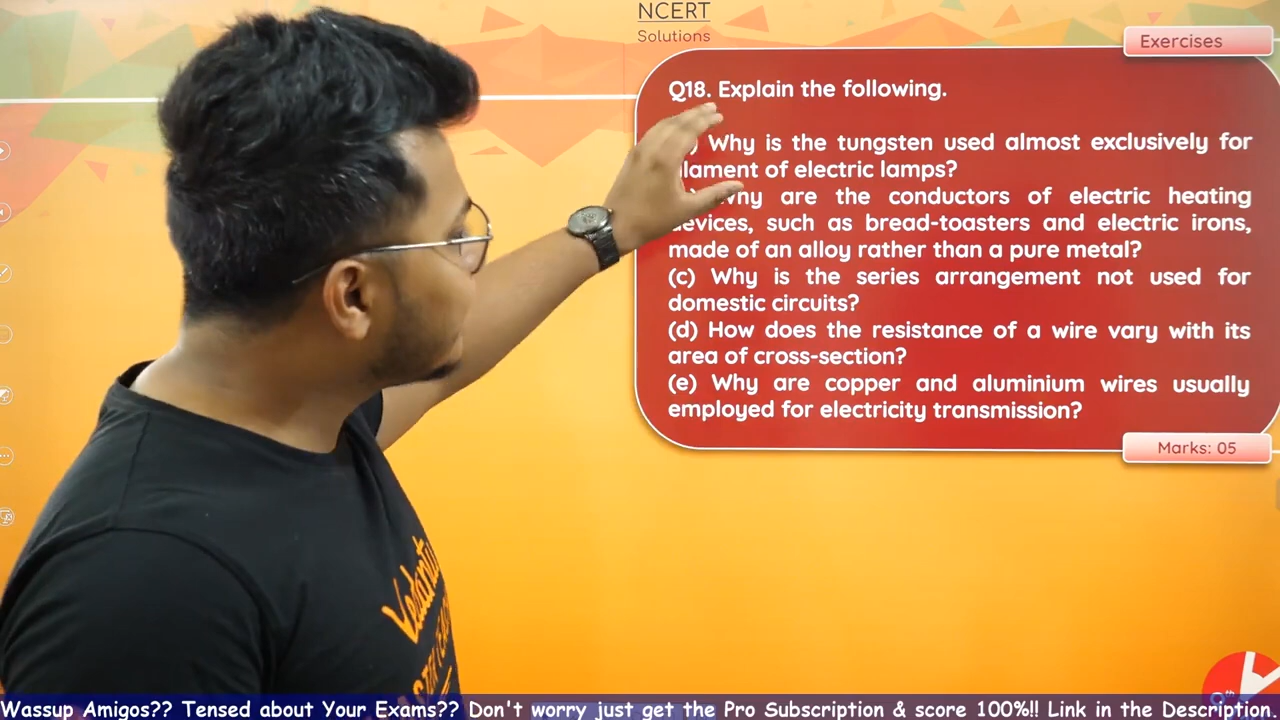 NCERT
Solutions
Exercises
Q18. Explain the following.
) Why is the tungsten used almost exclusively for
lament of electric lamps?
are the conductors of electric heating
devices, such as bread-toasters and electric irons,
made of an alloy rather than a pure metal?
(c) Why is the series arrangement not used for
domestic circuits?
(d) How does the resistance of a wire vary with its
area of cross-section?
(e) Why are copper and aluminium wires usually
employed for electricity transmission?
Marks: 05
Vedantu
Wassup Amigos?? Tensed about Your Exams?? Don't worry just get the Pro Subscription & score 100%!! Link in the Description